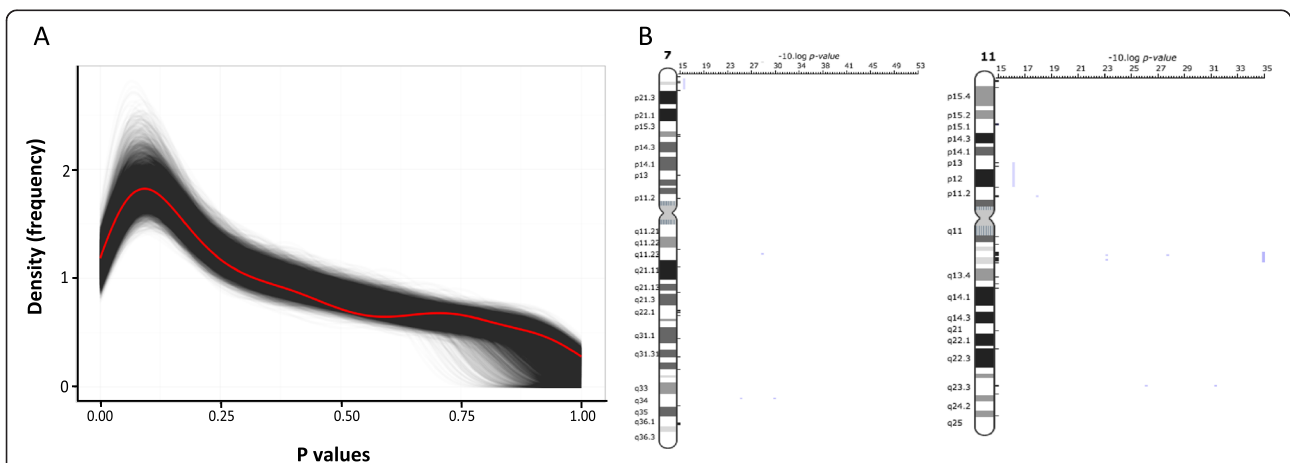 A
Density (frequency)
2
1
0
0.00 0.25 0.50 0.75 1.00
P values
B
7
-10.log p-value
15 19 23 26 30 34 38 41 45 49 53
p21.3
p21.1
p15.3
p14.3
p14.1
p13
p11.2
q11.21
q11.22
q11.22
q21.11
q21.13
q21.3
q22.1
q31.1
q31.31
q33
q34
q35
q36.1
q36.3
11
-10.log p-value
15 17 19 21 23 25 27 29 31 33 35
p15.4
p15.2
p15.1
p14.3
p14.1
p13
p12
p11.2
q11
q13.4
q14.1
q14.3
q21
q22.1
q22.3
q23.3
q24.2
q25